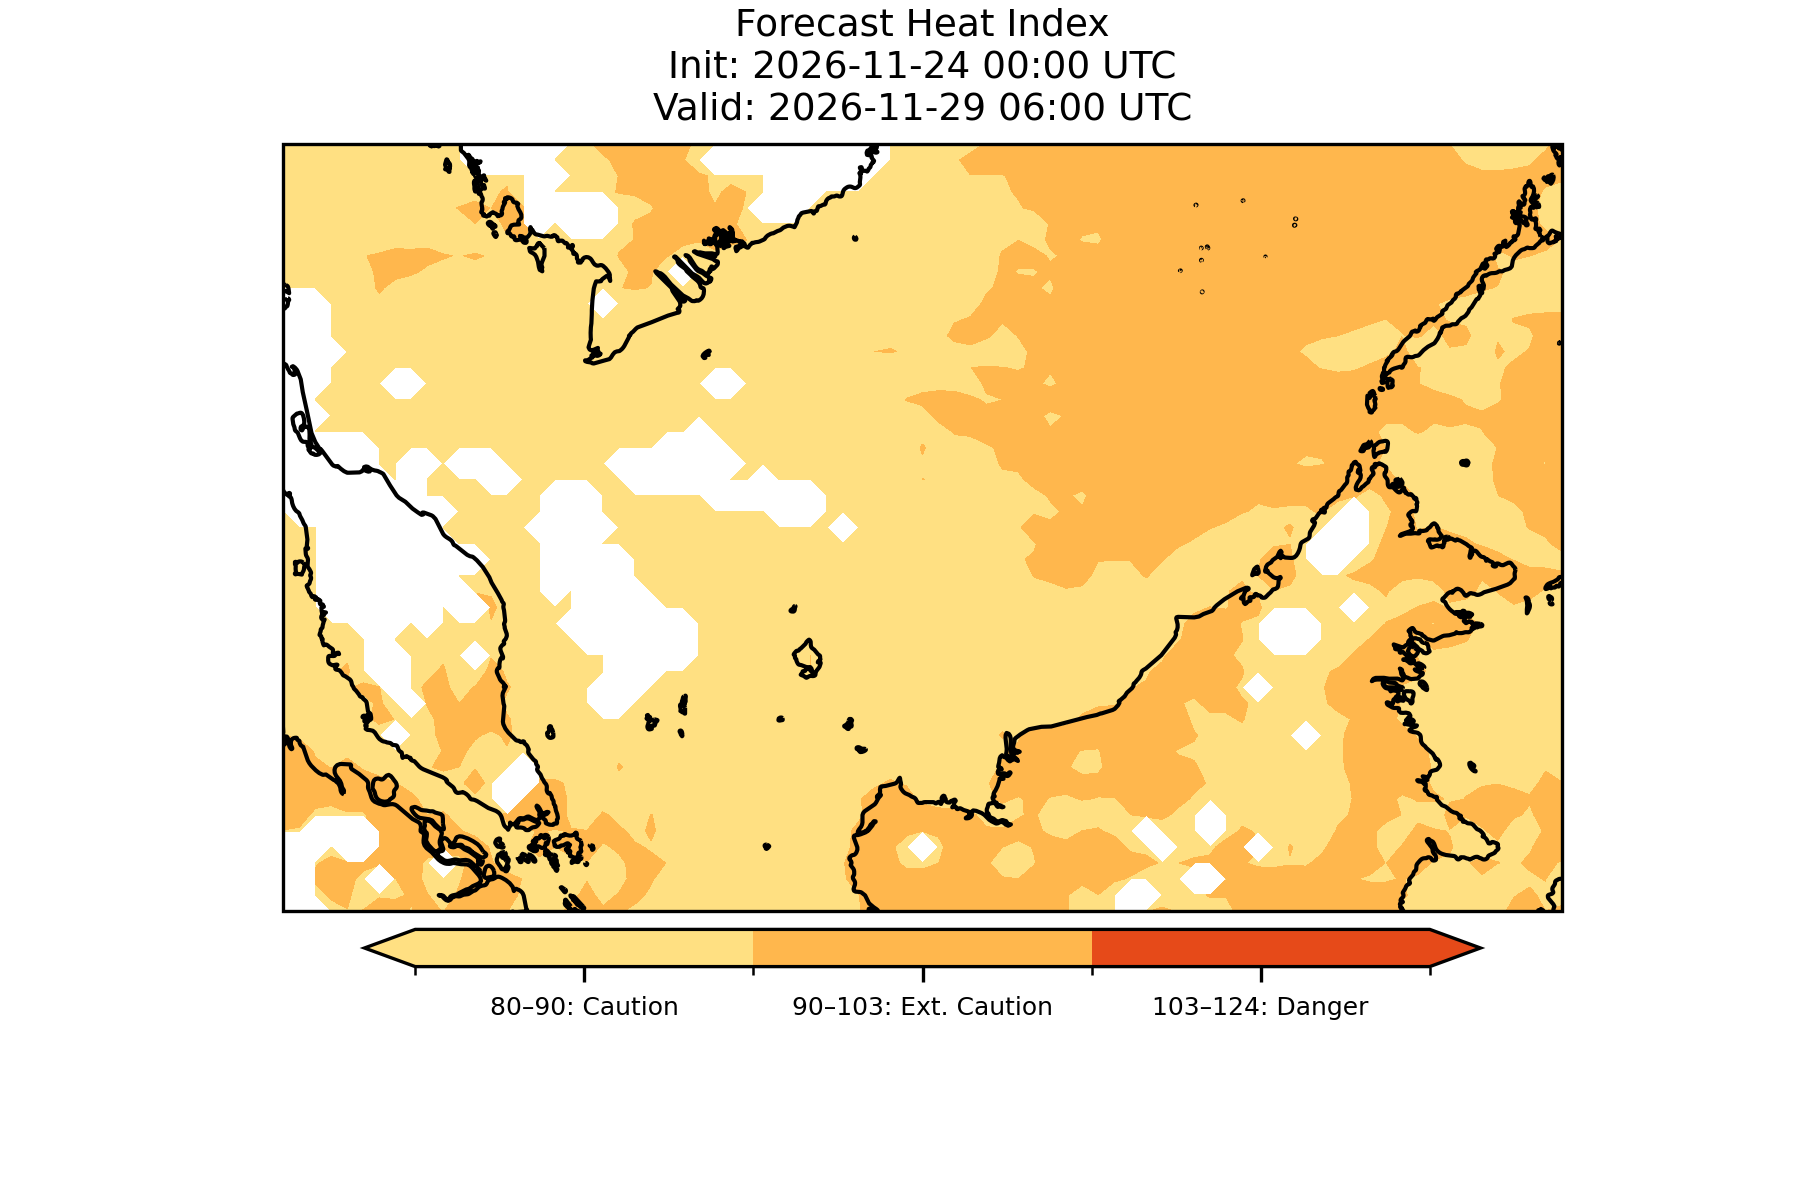 Forecast Heat Index
Init: 2026-11-24 00:00 UTC
Valid: 2026-11-29 06:00 UTC
80–90: Caution
90–103: Ext. Caution
103–124: Danger